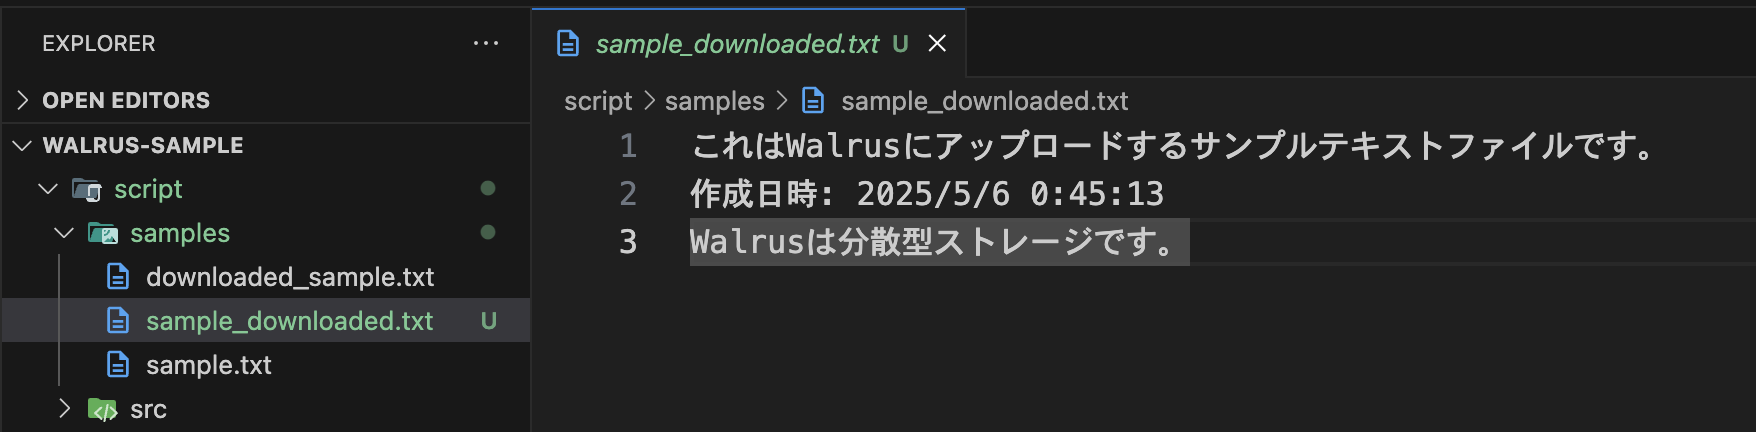 EXPLORER
OPEN EDITORS
WALRUS-SAMPLE
script
samples
downloaded_sample.txt
sample_downloaded.txt U
sample.txt
src
sample_downloaded.txt U
script > samples > sample_downloaded.txt
1 これはWalrusにアップロードするサンプルテキストファイルです。
2 作成日時: 2025/5/6 0:45:13
3 Walrusは分散型ストレージです。